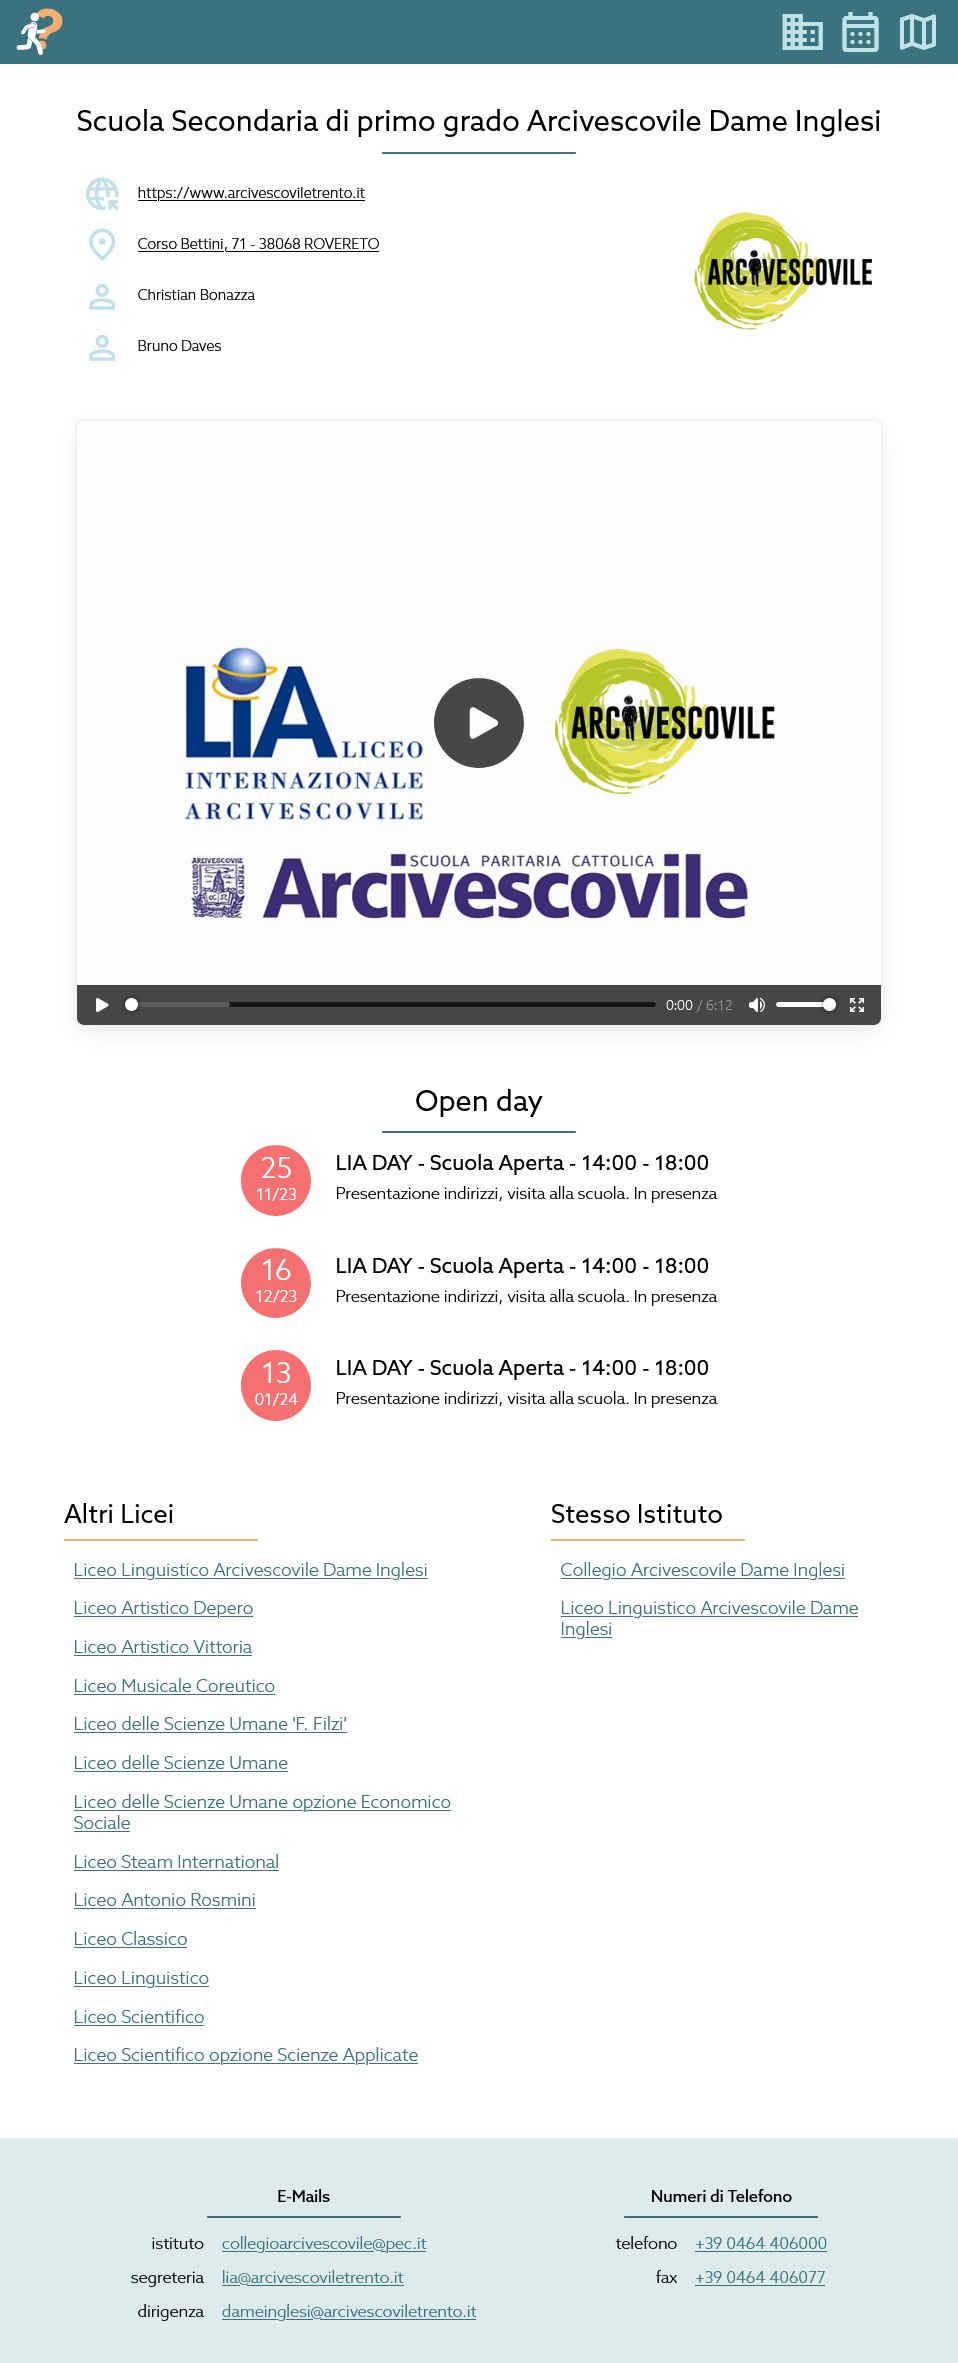 Scuola Secondaria di primo grado Arcivescovile Dame Inglesi
https://www.arcivescoviletrento.it
Corso Bettini, 71 - 38068 ROVERETO
Christian Bonazza
Bruno Daves
ARCIVESCOVILE
LIA LICEO
INTERNAZIONALE
ARCIVESCOVILE
ARCIVESCOVILE
SCUOLA PARITARIA CATTOLICA
Arcivescovile
0:00 / 6:12
Open day
25
11/23
LIA DAY - Scuola Aperta - 14:00 - 18:00
Presentazione indirizzi, visita alla scuola. In presenza
16
12/23
LIA DAY - Scuola Aperta - 14:00 - 18:00
Presentazione indirizzi, visita alla scuola. In presenza
13
01/24
LIA DAY - Scuola Aperta - 14:00 - 18:00
Presentazione indirizzi, visita alla scuola. In presenza
Altri Licei
Liceo Linguistico Arcivescovile Dame Inglesi
Liceo Artistico Depero
Liceo Artistico Vittoria
Liceo Musicale Coreutico
Liceo delle Scienze Umane 'F. Filzi'
Liceo delle Scienze Umane
Liceo delle Scienze Umane opzione Economico
Sociale
Liceo Steam International
Liceo Antonio Rosmini
Liceo Classico
Liceo Linguistico
Liceo Scientifico
Liceo Scientifico opzione Scienze Applicate
Stesso Istituto
Collegio Arcivescovile Dame Inglesi
Liceo Linguistico Arcivescovile Dame
Inglesi
E-Mails
istituto collegioarcivescovile@pec.it
segreteria lia@arcivescoviletrento.it
dirigenza dameinglesi@arcivescoviletrento.it
Numeri di Telefono
telefono +39 0464 406000
fax +39 0464 406077